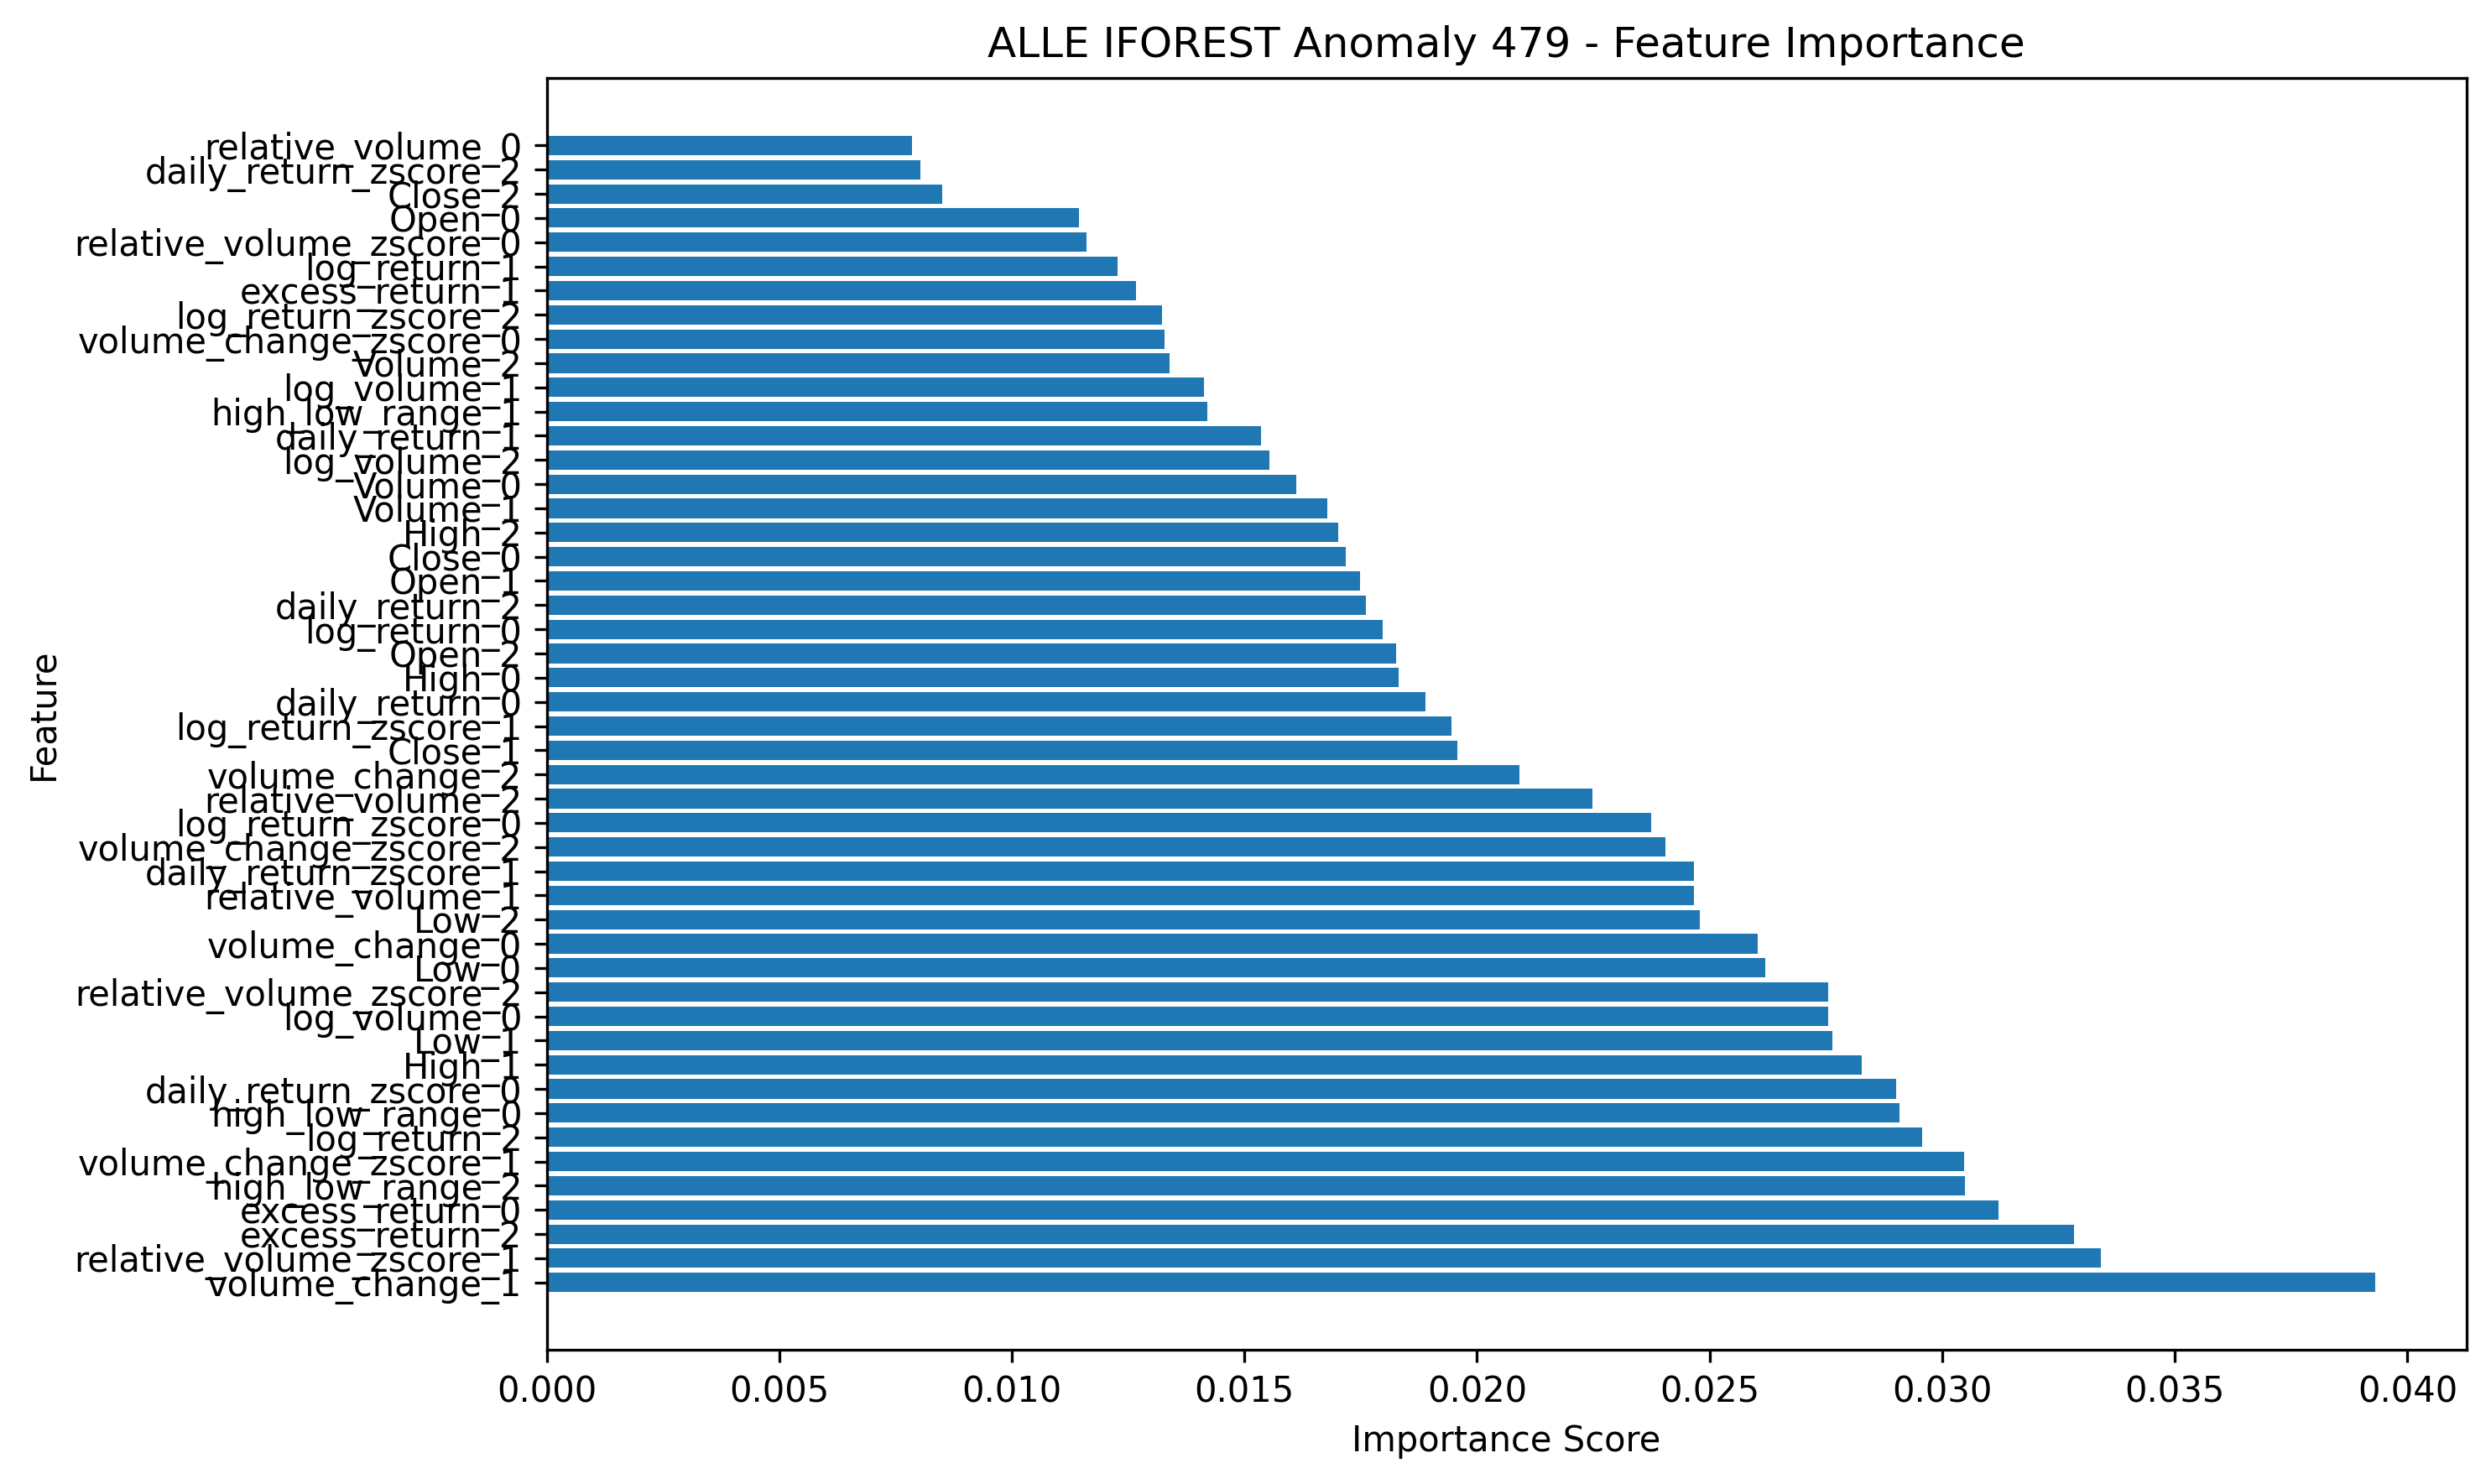 ALLE IFOREST Anomaly 479 - Feature Importance
relative_volume_0
daily_return_zscore_2
Close_2
Open_0
relative_volume_zscore_0
log_return_1
excess_return_1
log_return_zscore_2
volume_change_zscore_0
Volume_2
log_volume_1
high_low_range_1
daily_return_1
log_volume_2
Volume_0
Volume_1
High_2
Close_0
Open_1
daily_return_2
log_return_0
Open_2
High_0
daily_return_0
log_return_zscore_1
Close_1
volume_change_2
relative_volume_2
log_return_zscore_0
volume_change_zscore_2
daily_return_zscore_1
relative_volume_1
Low_2
volume_change_0
Low_0
relative_volume_zscore_2
log_volume_0
Low_1
High_1
daily_return_zscore_0
high_low_range_0
log_return_2
volume_change_zscore_1
high_low_range_2
excess_return_0
excess_return_2
relative_volume_zscore_1
volume_change_1
Feature
0.000 0.005 0.010 0.015 0.020 0.025 0.030 0.035 0.040
Importance Score